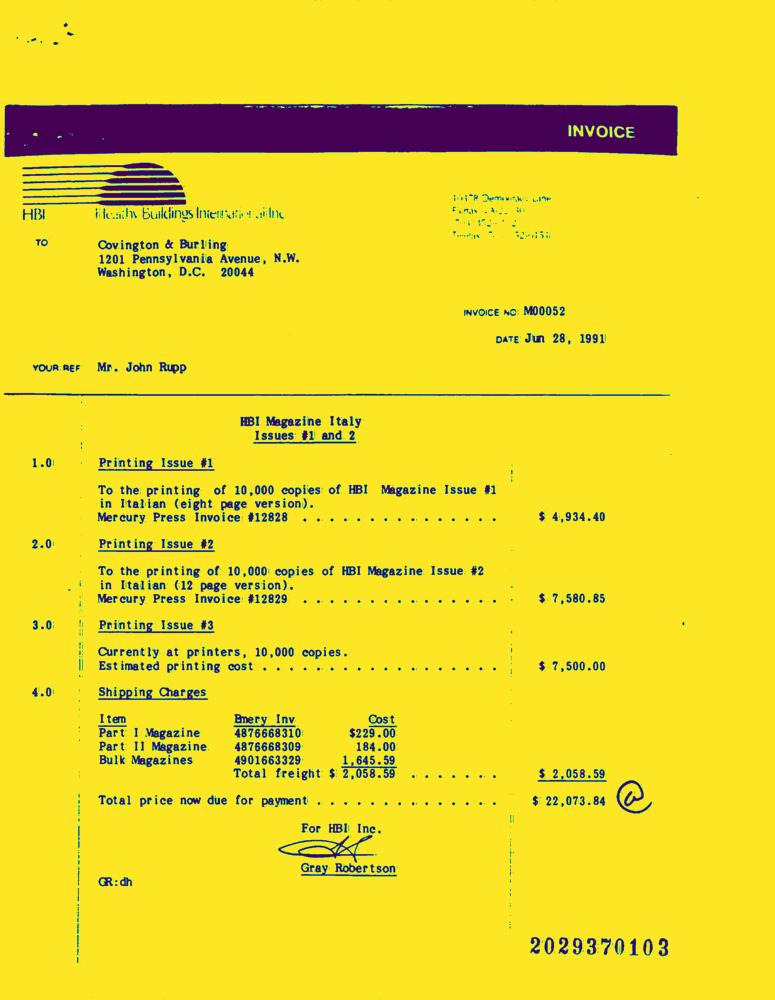 INVOICE
HBI
Healthy Buildings International Inc
TO Covington & Burling
1201 Pennsylvania Avenue, N.W.
Washington, D.C. 20044
INVOICE NO: M00052
DATE Jun 28, 1991
YOUR REF Mr. John Rupp
HBI Magazine Italy
Issues #1 and 2
1.0 Printing Issue #1
To the printing of 10,000 copies of HBI Magazine Issue #1
in Italian (eight page version).
Mercury Press Invoice #12828 . . . . . . . . . . . . . . . $ 4,934.40
2.0 Printing Issue #2
To the printing of 10,000 copies of HBI Magazine Issue #2
in Italian (12 page version).
Mercury Press Invoice #12829 . . . . . . . . . . . . . . . . $ 7,580.85
3.0 Printing Issue #3
Currently at printers, 10,000 copies.
Estimated printing cost . . . . . . . . . . . . . . . . . . $ 7,500.00
4.0 Shipping Charges
Item Emery Inv Cost
Part I Magazine 4876668310 $229.00
Part II Magazine 4876668309 184.00
Bulk Magazines 4901663329 1,645.59
Total freight $ 2,058.59 . . . . . . . $ 2,058.59
Total price now due for payment . . . . . . . . . . . . . . $ 22,073.84
For HBI Inc.
Gray Robertson
GR:dh
2029370103